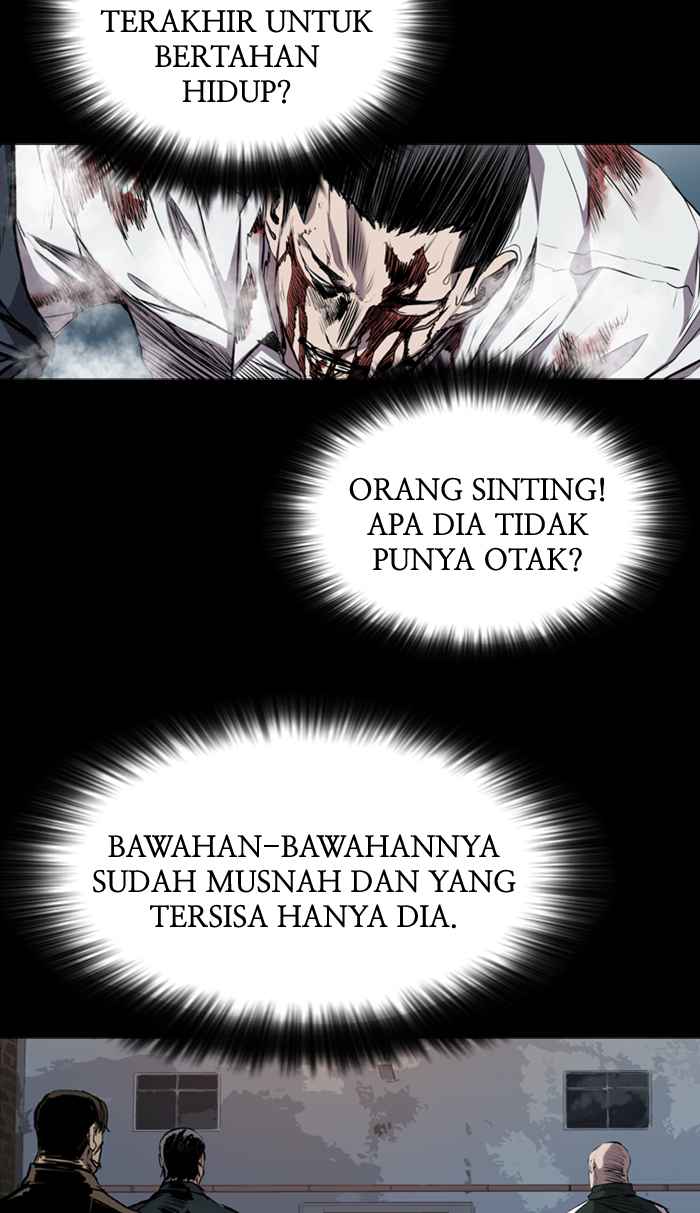 TERAKHIR UNTUK
BERTAHAN
HIDUP?
ORANG SINTING!
APA DIA TIDAK
PUNYA OTAK?
BAWAHAN-BAWAHANNYA
SUDAH MUSNAH DAN YANG
TERSISA HANYA DIA.